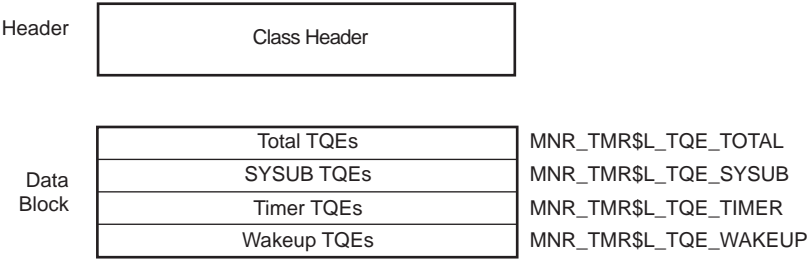 Header
Class Header
Total TQEs MNR_TMR$L_TQE_TOTAL
SYSUB TQEs MNR_TMR$L_TQE_SYSUB
Data
Block
Timer TQEs MNR_TMR$L_TQE_TIMER
Wakeup TQEs MNR_TMR$L_TQE_WAKEUP